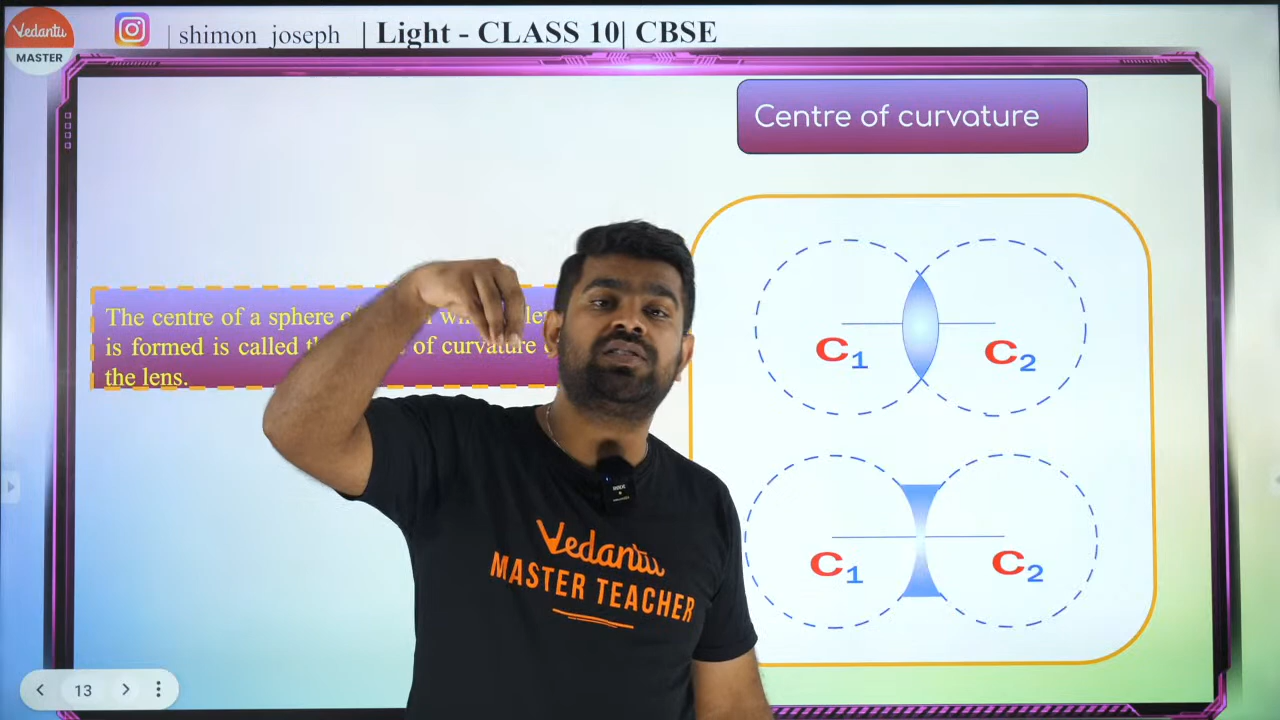 Vedantu
MASTER
| shimon_joseph | Light - CLASS 10| CBSE
Centre of curvature
The centre of a sphere
is formed is called of curvature
the lens.
C1
C2
C1
C2
Vedantu
MASTER TEACHER
13